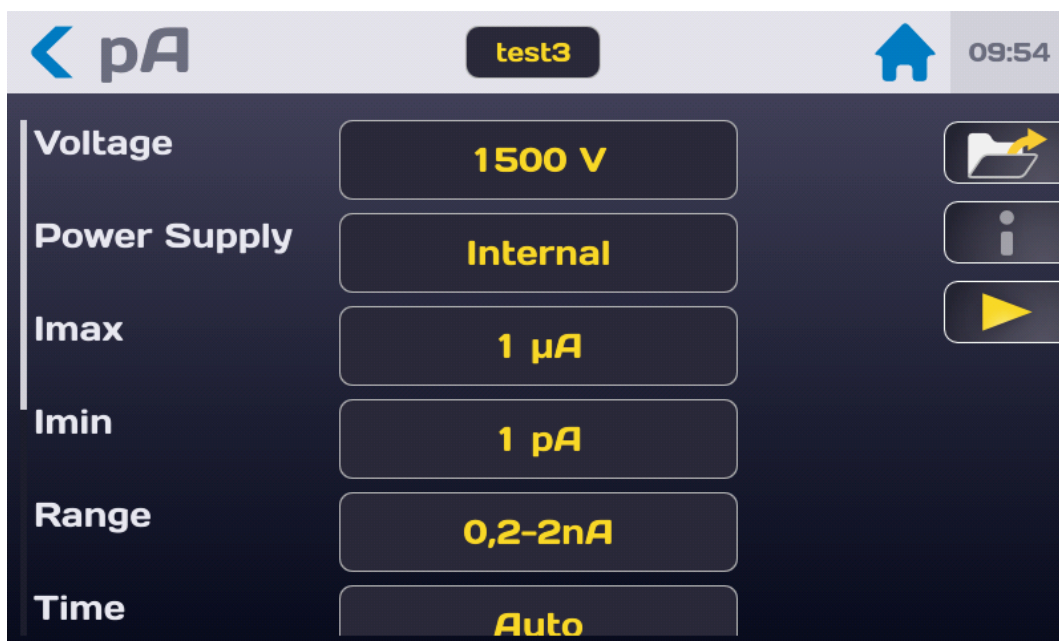 pA test3 09:54
Voltage 1500 V
Power Supply Internal
Imax 1 µA
Imin 1 pA
Range 0,2-2nA
Time Auto